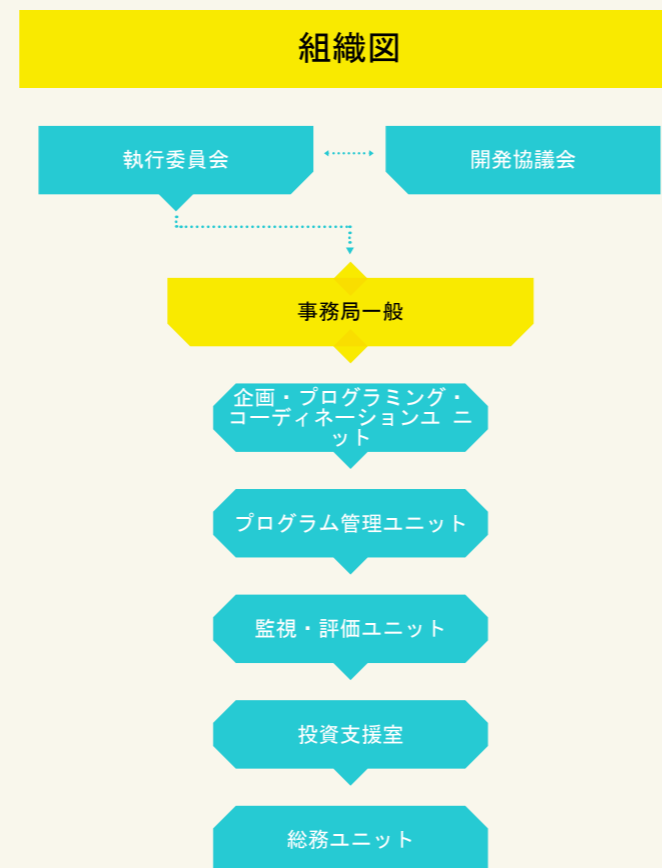 組織図
執行委員会
開発協議会
事務局一般
企画・プログラミング・
コーディネーションユ ニ
ット
プログラム管理ユニット
監視・評価ユニット
投資支援室
総務ユニット